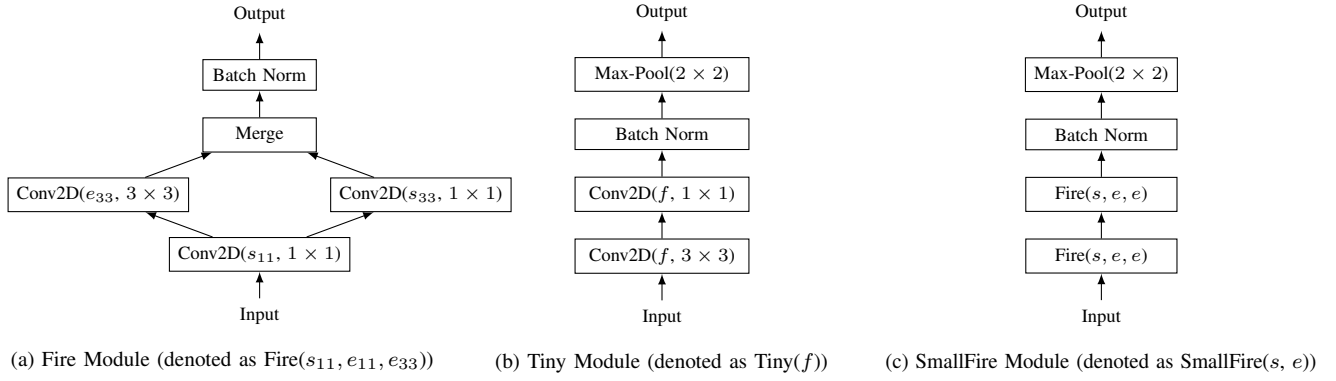 Output
Batch Norm
Merge
Conv2D(e₃₃, 3 × 3)
Conv2D(s₃₃, 1 × 1)
Conv2D(s₁₁, 1 × 1)
Input
(a) Fire Module (denoted as Fire(s₁₁, e₁₁, e₃₃))
Output
Max-Pool(2 × 2)
Batch Norm
Conv2D(f, 1 × 1)
Conv2D(f, 3 × 3)
Input
(b) Tiny Module (denoted as Tiny(f))
Output
Max-Pool(2 × 2)
Batch Norm
Fire(s, e, e)
Fire(s, e, e)
Input
(c) SmallFire Module (denoted as SmallFire(s, e))